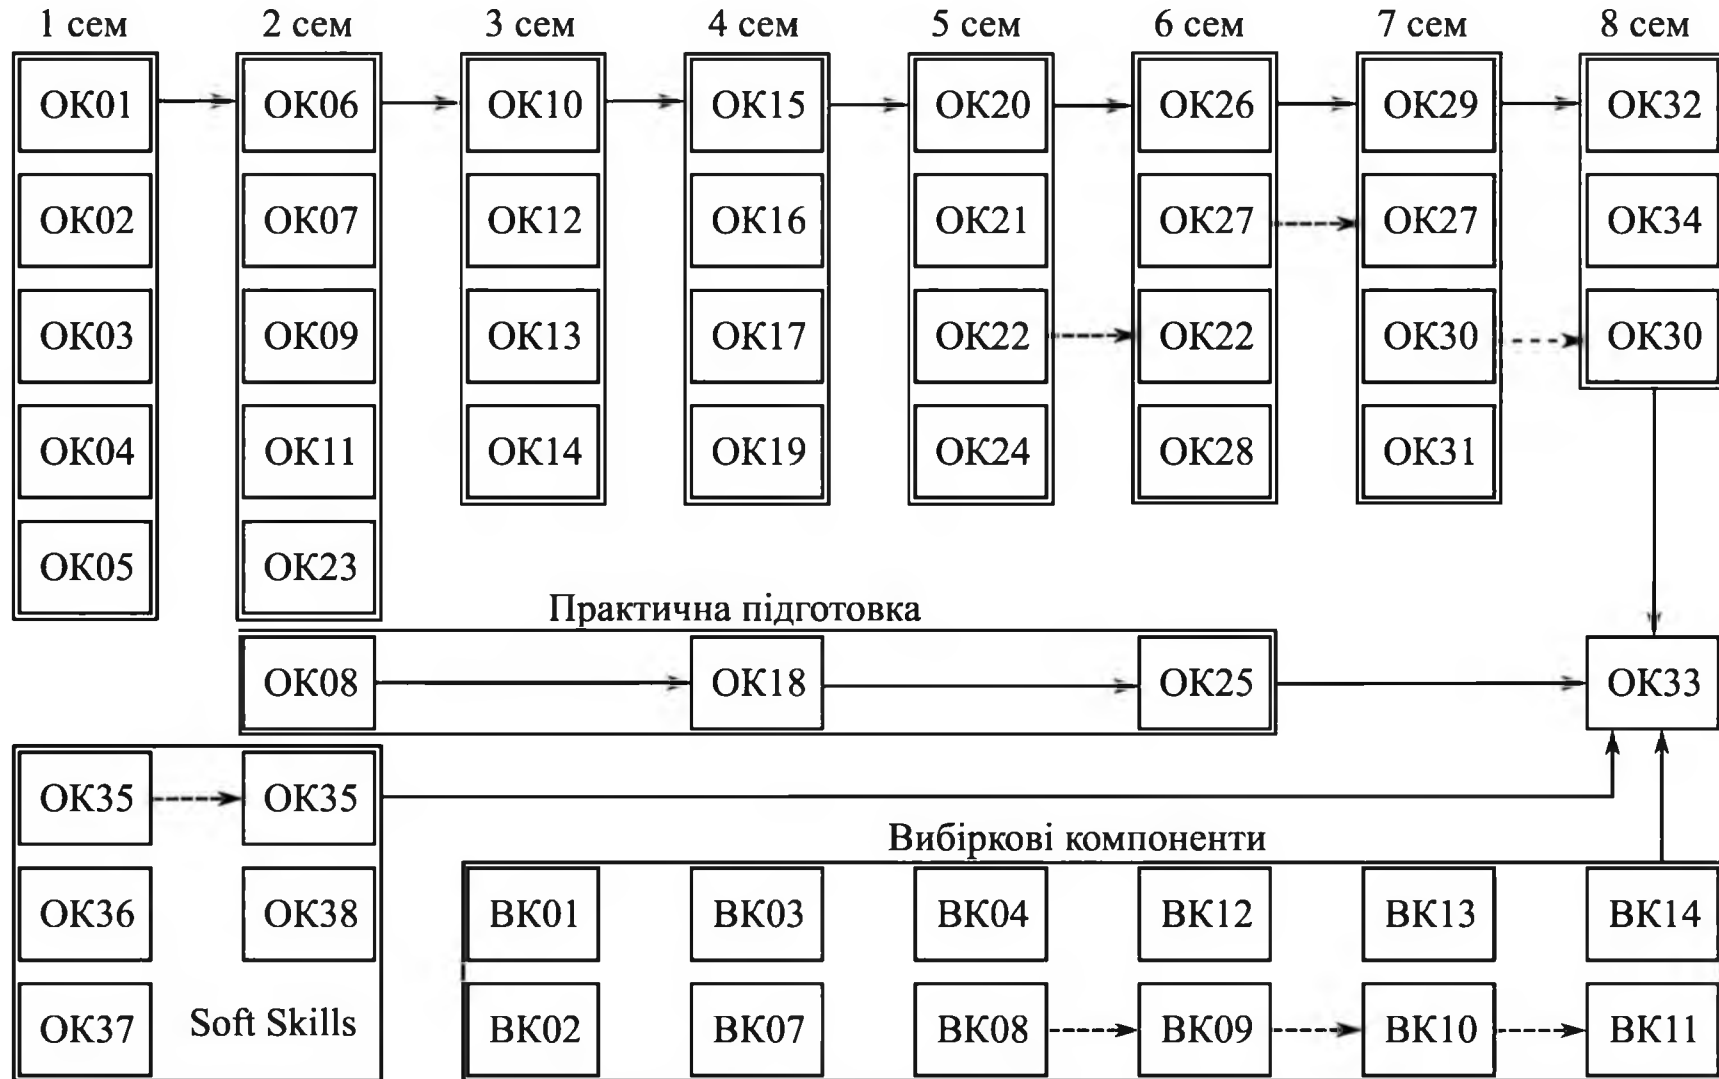 1 сем 2 сем 3 сем 4 сем 5 сем 6 сем 7 сем 8 сем
ОК01 ОК06 ОК10 ОК15 ОК20 ОК26 ОК29 ОК32
ОК02 ОК07 ОК12 ОК16 ОК21 ОК27 ОК27 ОК34
ОК03 ОК09 ОК13 ОК17 ОК22 ОК22 ОК30 ОК30
ОК04 ОК11 ОК14 ОК19 ОК24 ОК28 ОК31
ОК05 ОК23
Практична підготовка
ОК08 ОК18 ОК25 ОК33
ОК35 ОК35
Вибіркові компоненти
ОК36 ОК38 ВК01 ВК03 ВК04 ВК12 ВК13 ВК14
ОК37 Soft Skills ВК02 ВК07 ВК08 ВК09 ВК10 ВК11